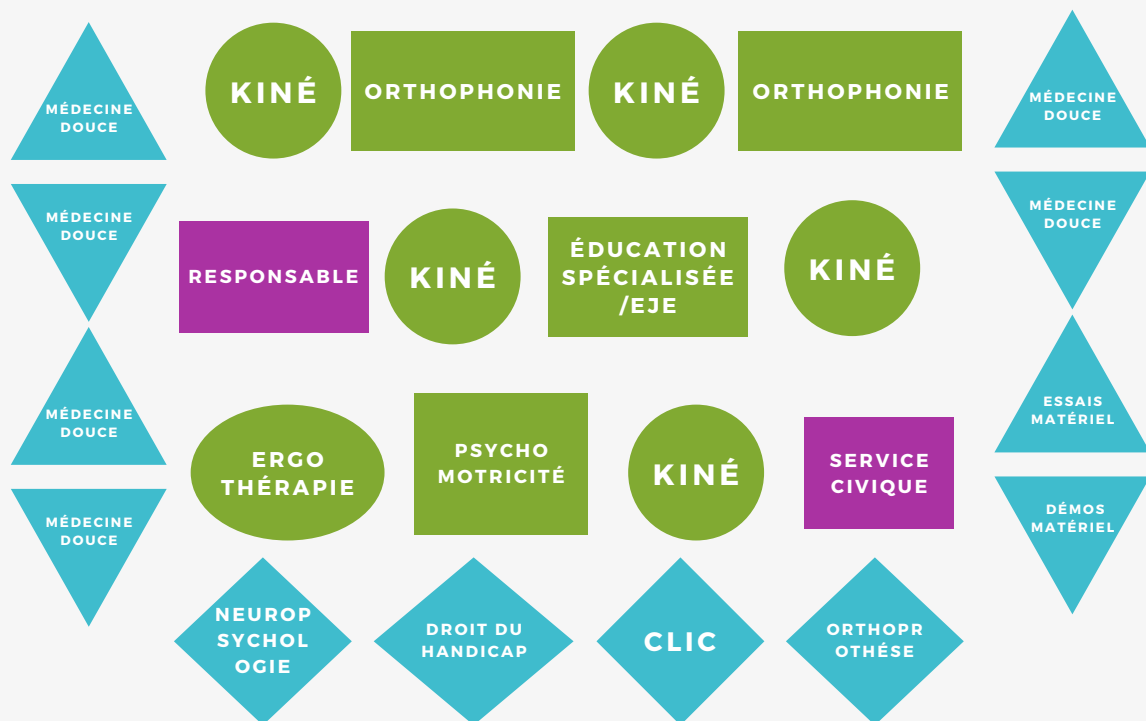 MÉDECINE
DOUCE
KINÉ
ORTHOPHONIE
KINÉ
ORTHOPHONIE
MÉDECINE
DOUCE
MÉDECINE
DOUCE
RESPONSABLE
KINÉ
ÉDUCATION
SPÉCIALISÉE
/EJE
KINÉ
MÉDECINE
DOUCE
MÉDECINE
DOUCE
ERGO
THÉRAPIE
PSYCHO
MOTRICITÉ
KINÉ
SERVICE
CIVIQUE
ESSAIS
MATÉRIEL
MÉDECINE
DOUCE
DÉMOS
MATÉRIEL
NEUROP
SYCHOL
OGIE
DROIT DU
HANDICAP
CLIC
ORTHOPR
OTHÉSE